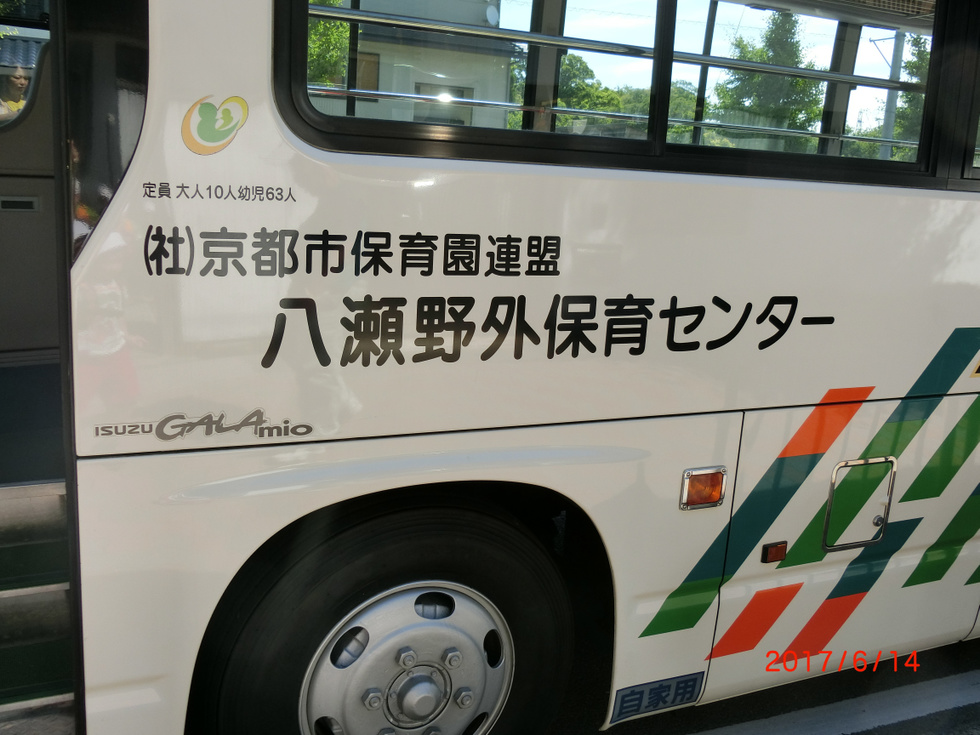 定員 大人10人幼児63人
(社)京都市保育園連盟
八瀬野外保育センター
ISUZU GALA mio
自家用
2017/6/14